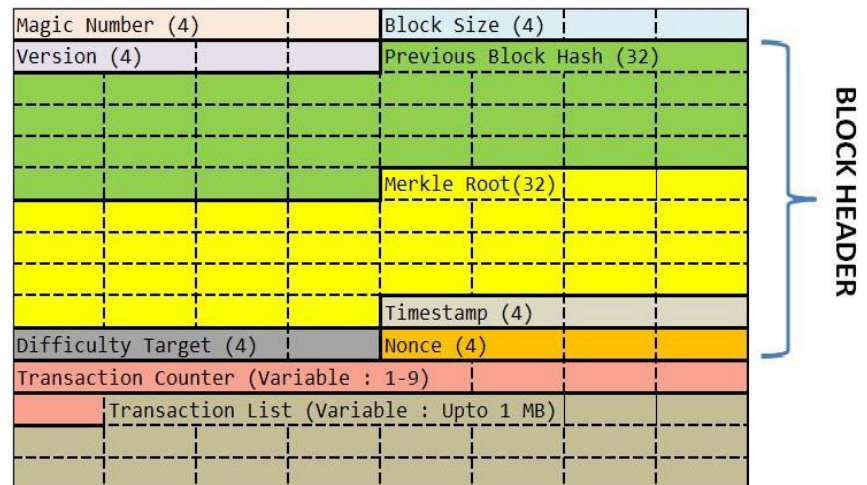 Magic Number (4) Block Size (4)
Version (4) Previous Block Hash (32)
Merkle Root(32)
Timestamp (4)
Difficulty Target (4) Nonce (4)
Transaction Counter (Variable : 1-9)
Transaction List (Variable : Upto 1 MB)
BLOCK HEADER